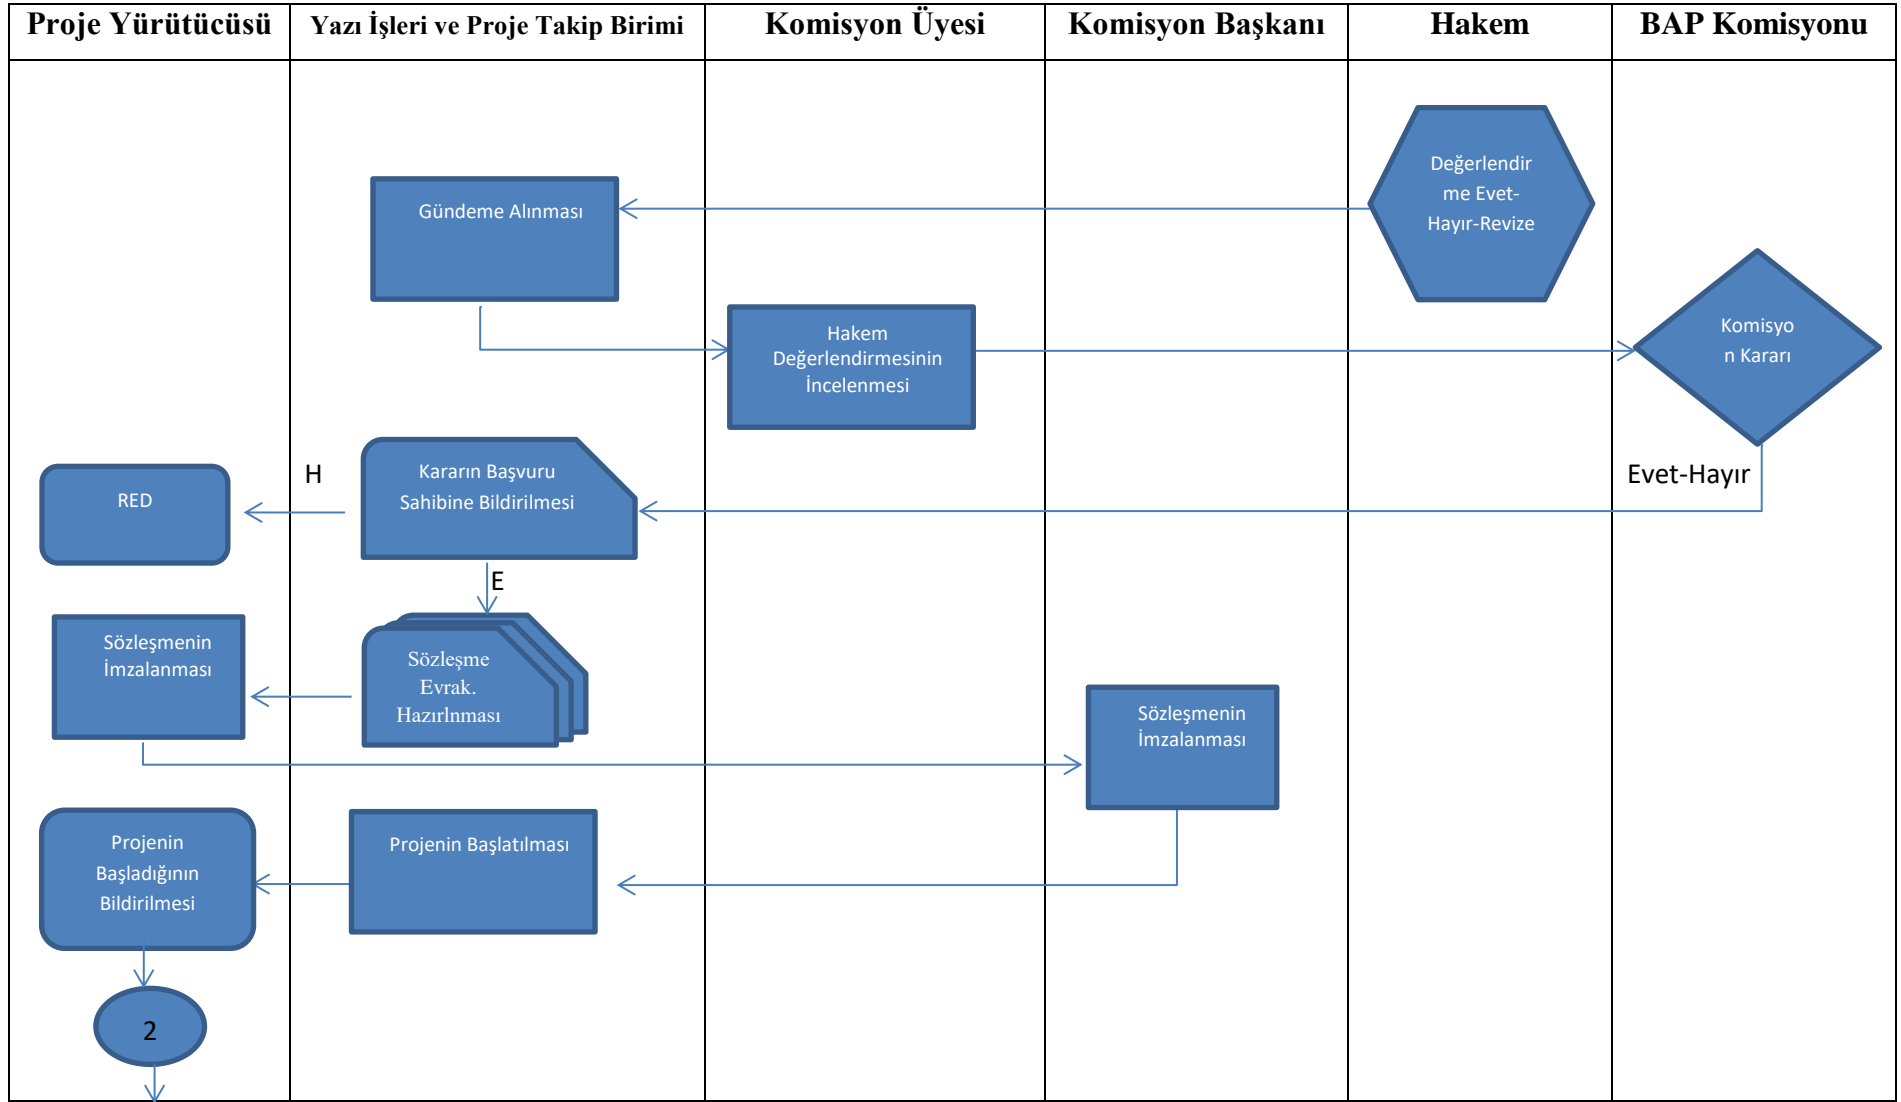 Proje Yürütücüsü
Yazı İşleri ve Proje Takip Birimi
Komisyon Üyesi
Komisyon Başkanı
Hakem
BAP Komisyonu
Değerlendir
me Evet-
Hayır-Revize
Gündeme Alınması
Hakem
Değerlendirmesinin
İncelenmesi
Komisyo
n Kararı
Evet-Hayır
Kararın Başvuru
Sahibine Bildirilmesi
H
RED
E
Sözleşme
Evrak.
Hazırlnması
Sözleşmenin
İmzalanması
Sözleşmenin
İmzalanması
Projenin Başlatılması
Projenin
Başladığının
Bildirilmesi
2